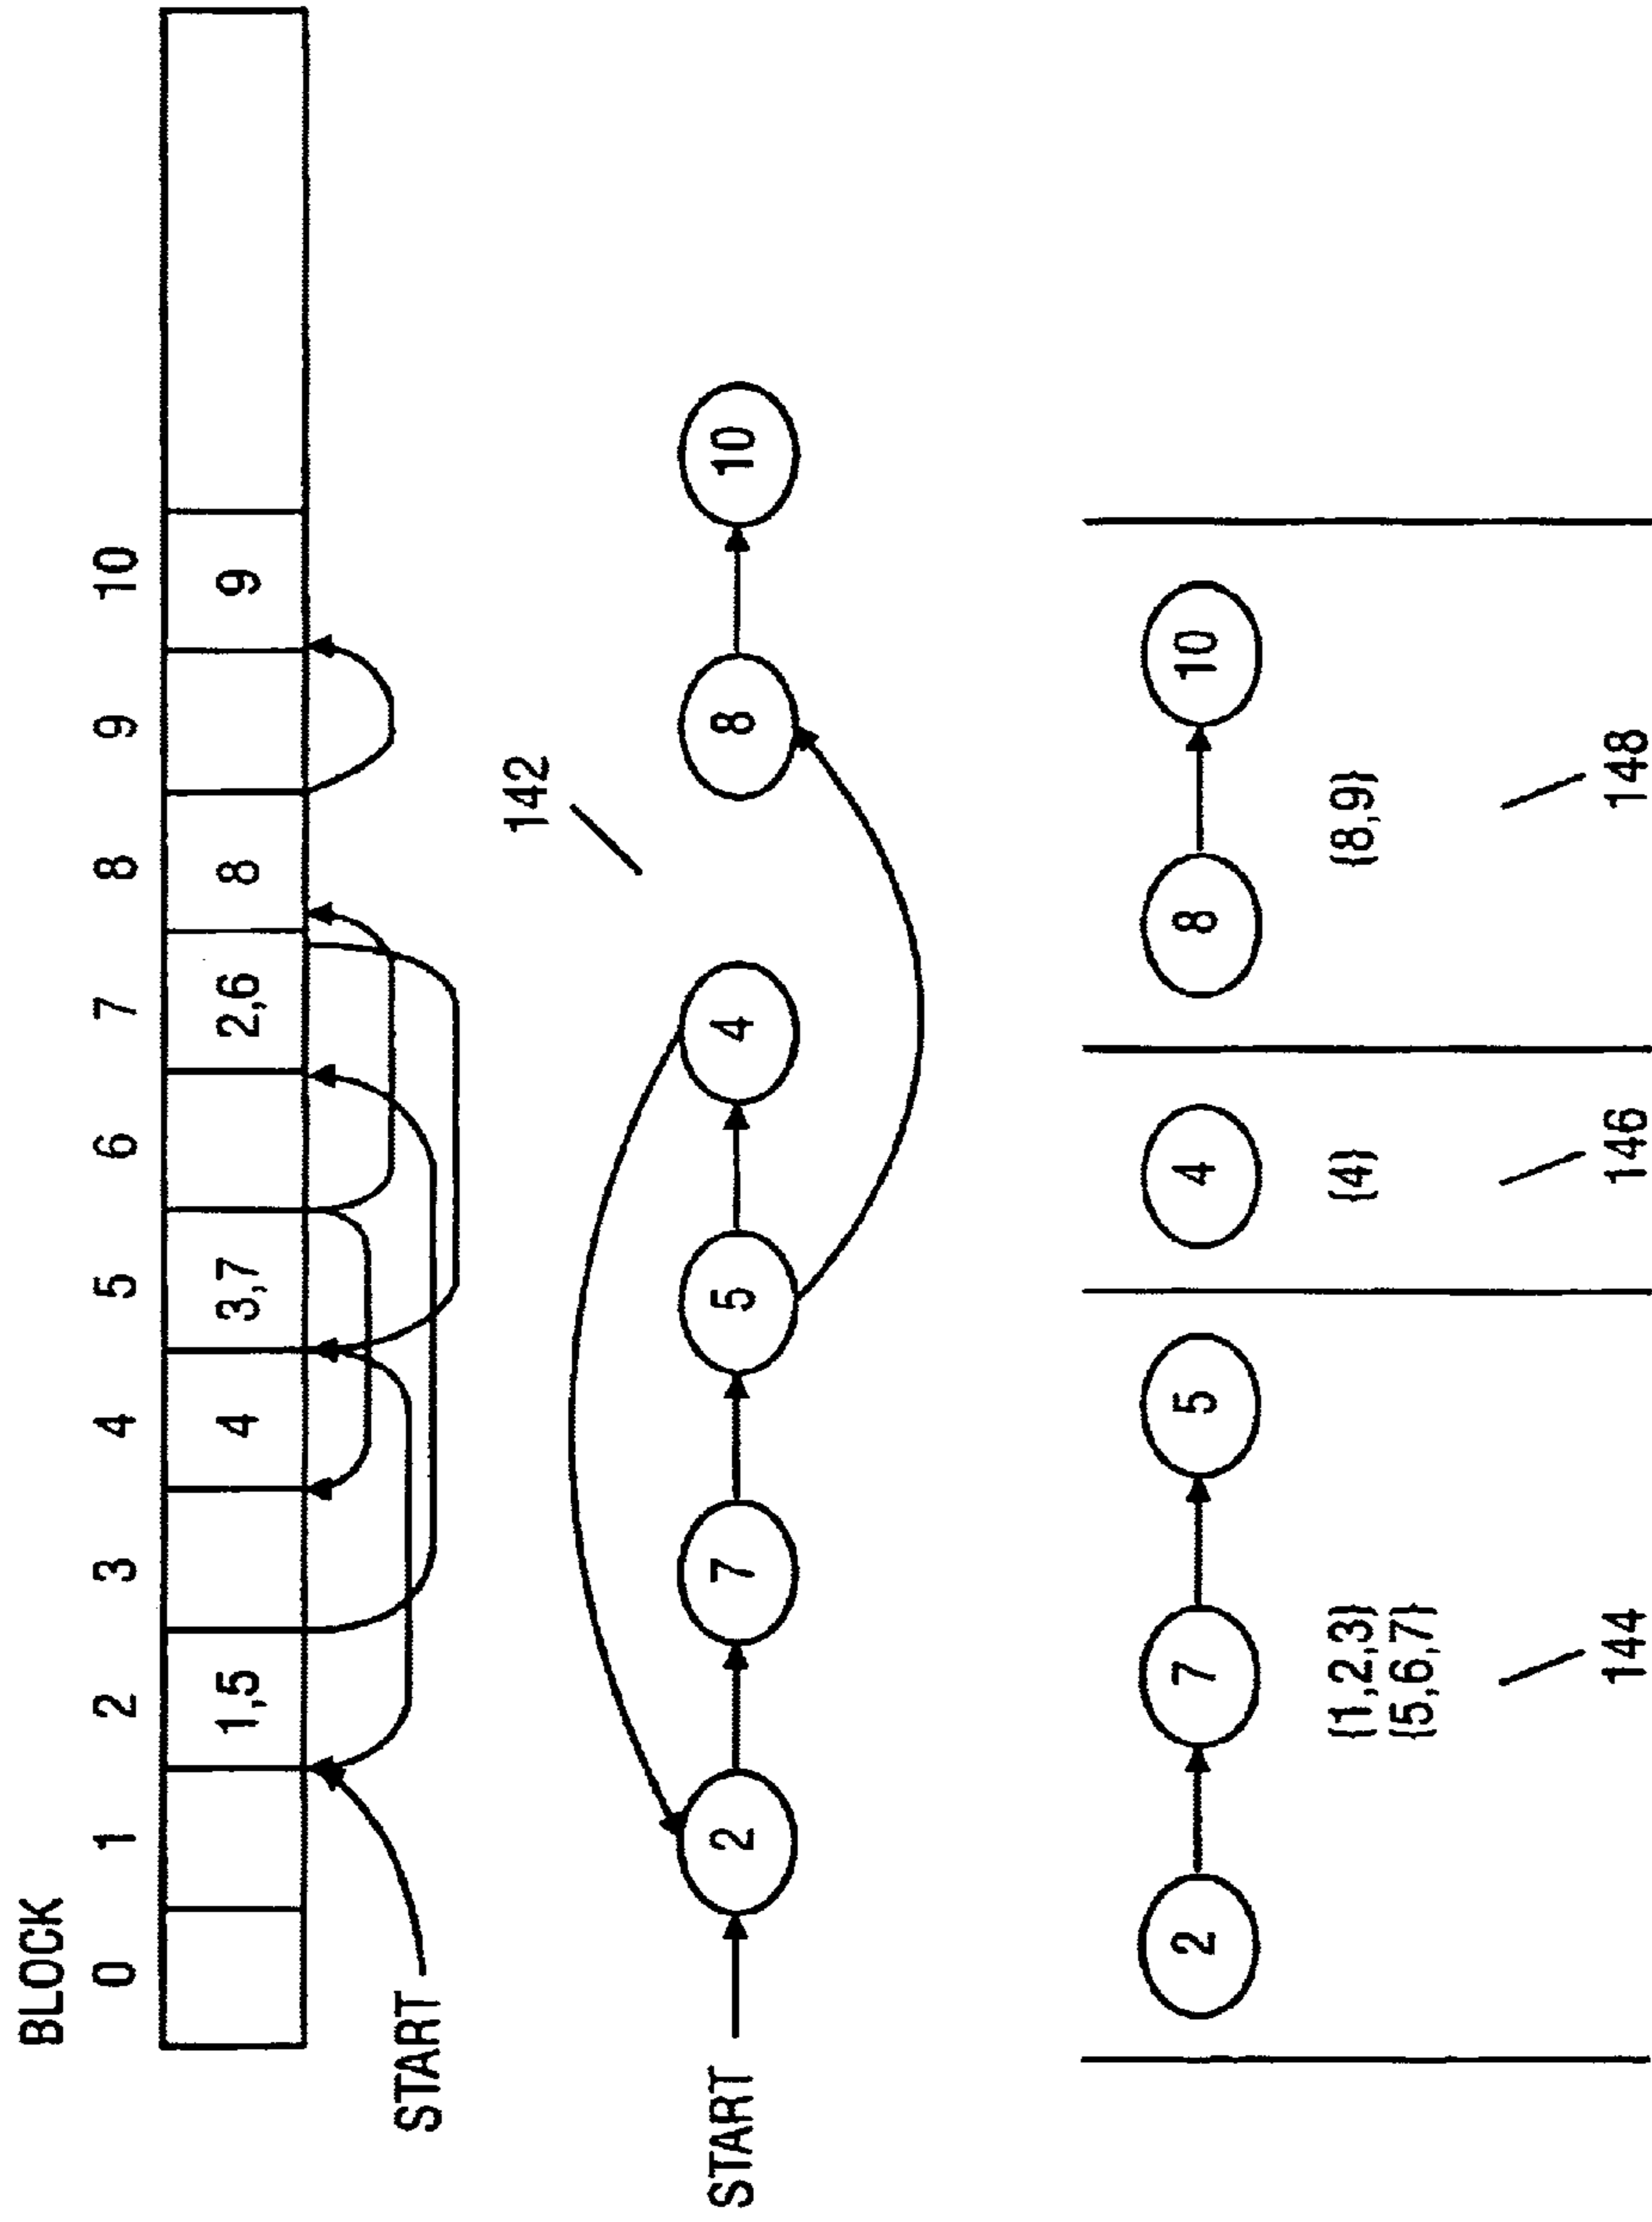 BLOCK
0 1 2 3 4 5 6 7 8 9 10
1,5 4 3,7 2,6 8 9
START
142
START 2 7 5 4 8 10
2 7 5 4 8 10
{1,2,3} {4} {8,9}
{5,6,7}
144 146 148